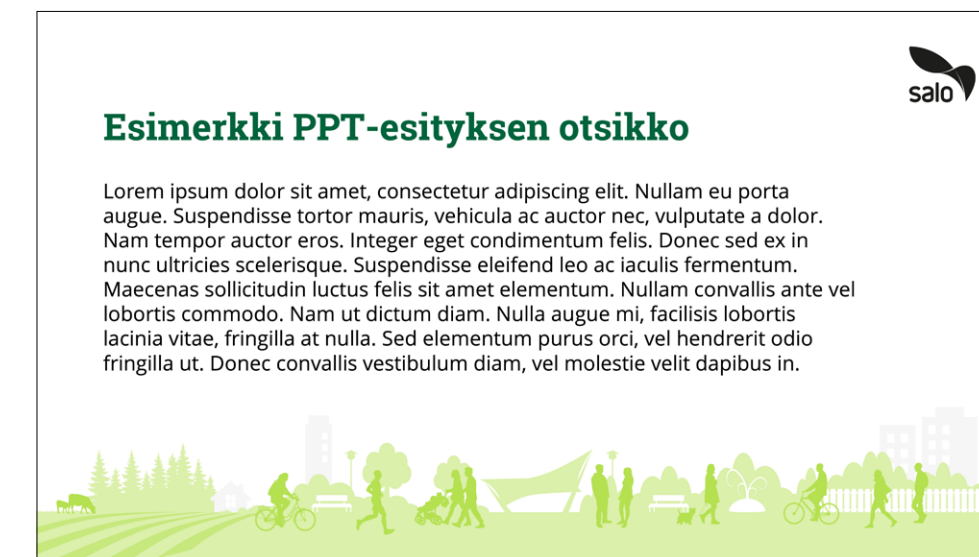 salo
Esimerkki PPT-esityksen otsikko
Lorem ipsum dolor sit amet, consectetur adipiscing elit. Nullam eu porta
augue. Suspendisse tortor mauris, vehicula ac auctor nec, vulputate a dolor.
Nam tempor auctor eros. Integer eget condimentum felis. Donec sed ex in
nunc ultricies scelerisque. Suspendisse eleifend leo ac iaculis fermentum.
Maecenas sollicitudin luctus felis sit amet elementum. Nullam convallis ante vel
lobortis commodo. Nam ut dictum diam. Nulla augue mi, facilisis lobortis
lacinia vitae, fringilla at nulla. Sed elementum purus orci, vel hendrerit odio
fringilla ut. Donec convallis vestibulum diam, vel molestie velit dapibus in.